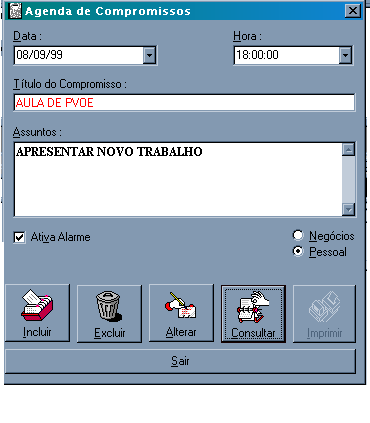 Agenda de Compromissos
Data :
Hora :
08/09/99
18:00:00
Título do Compromisso :
AULA DE PVOE
Assuntos :
APRESENTAR NOVO TRABALHO
Ativa Alarme
Negócios
Pessoal
Incluir
Excluir
Alterar
Consultar
Imprimir
Sair